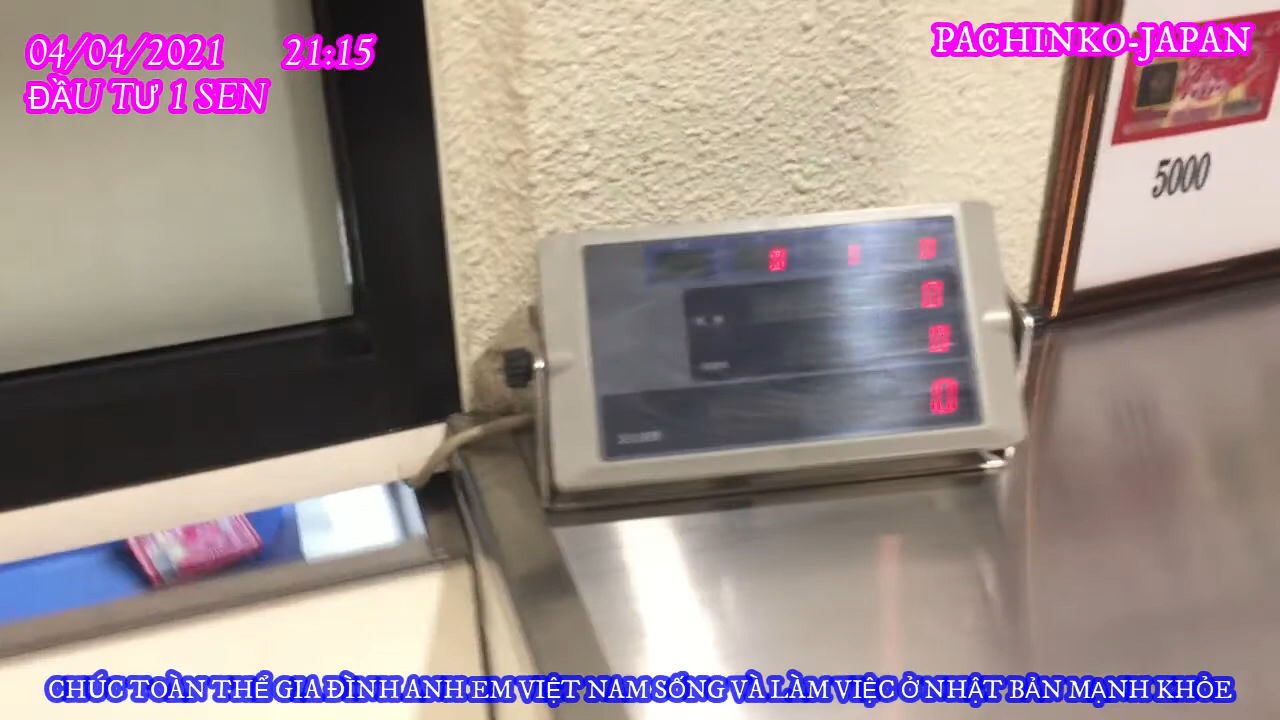 04/04/2021 21:15
ĐẦU TƯ 1 SEN
PACHINKO-JAPAN
5000
CHÚC TOÀN THỂ GIA ĐÌNH ANH EM VIỆT NAM SỐNG VÀ LÀM VIỆC Ở NHẬT BẢN MẠNH KHỎE